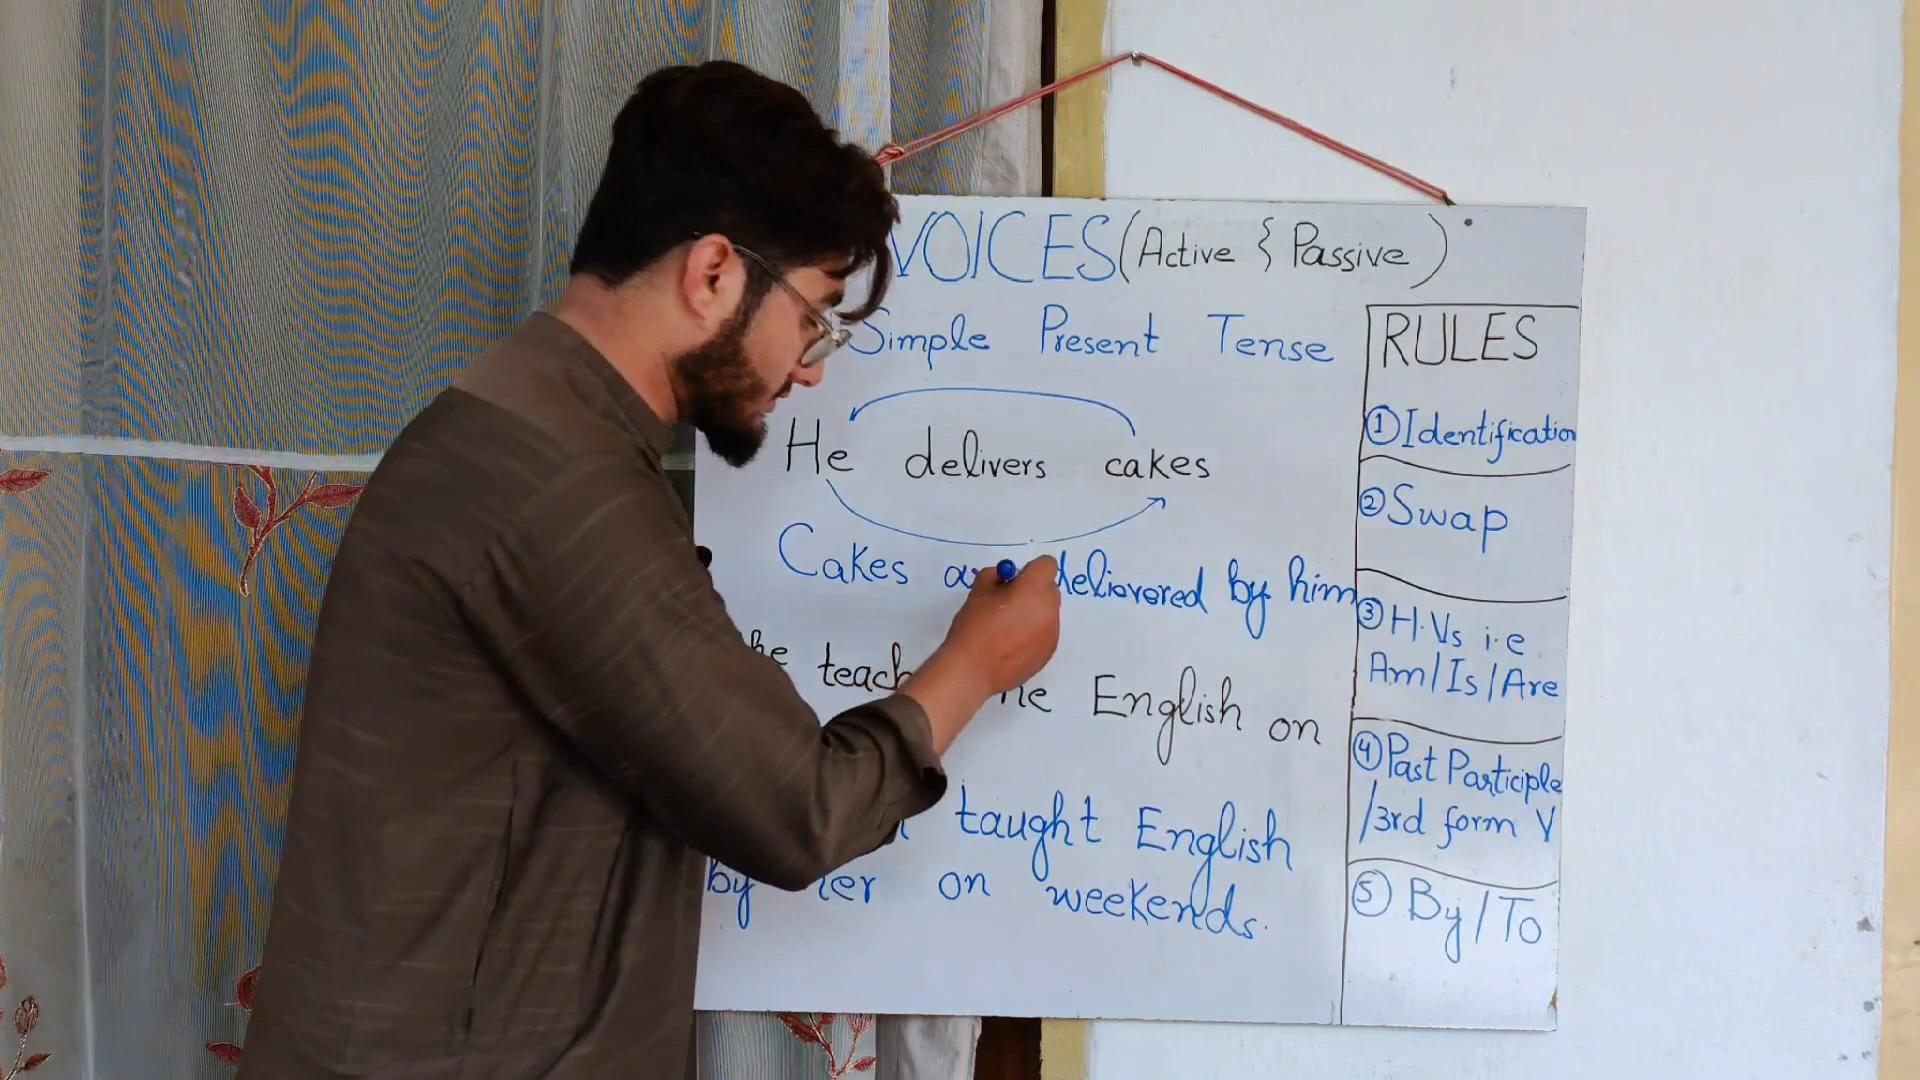 VOICES (Active & Passive)
Simple Present Tense
He delivers cakes
Cakes delivered by him
teach English on
taught English
by her on weekends.
RULES
① Identification
② Swap
③ H.Vs i.e
Am/Is/Are
④ Past Participle
/3rd form V
⑤ By/To